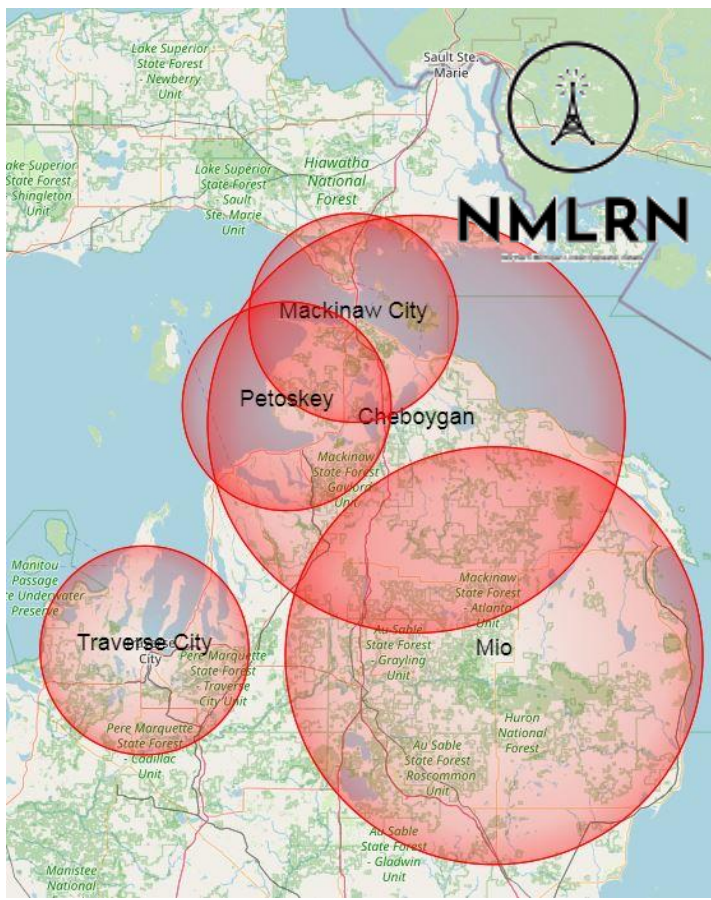 Lake Superior
State Forest
- Newberry
Unit
Sault Ste.
Marie
Hiawatha
National
Forest
Lake Superior
State Forest -
Sault
Ste. Marie
Unit
ake Superior
State Forest
- Shingleton
Unit
NMLRN
Mackinaw City
Petoskey
Cheboygan
Mackinaw
State Forest
Gaylord
Unit
Manitou
Passage
re Underwater
Preserve
Mackinaw
State Forest
- Atlanta
Unit
Traverse City
City
Au Sable
State Forest
- Grayling
Unit
Mio
Pere Marquette
State Forest
- Traverse
City Unit
Huron
National
Forest
Pere Marquette
State Forest
- Cadillac
Unit
Au Sable
State Forest
- Roscommon
Unit
Au Sable
State Forest
- Gladwin
Unit
Manistee
National